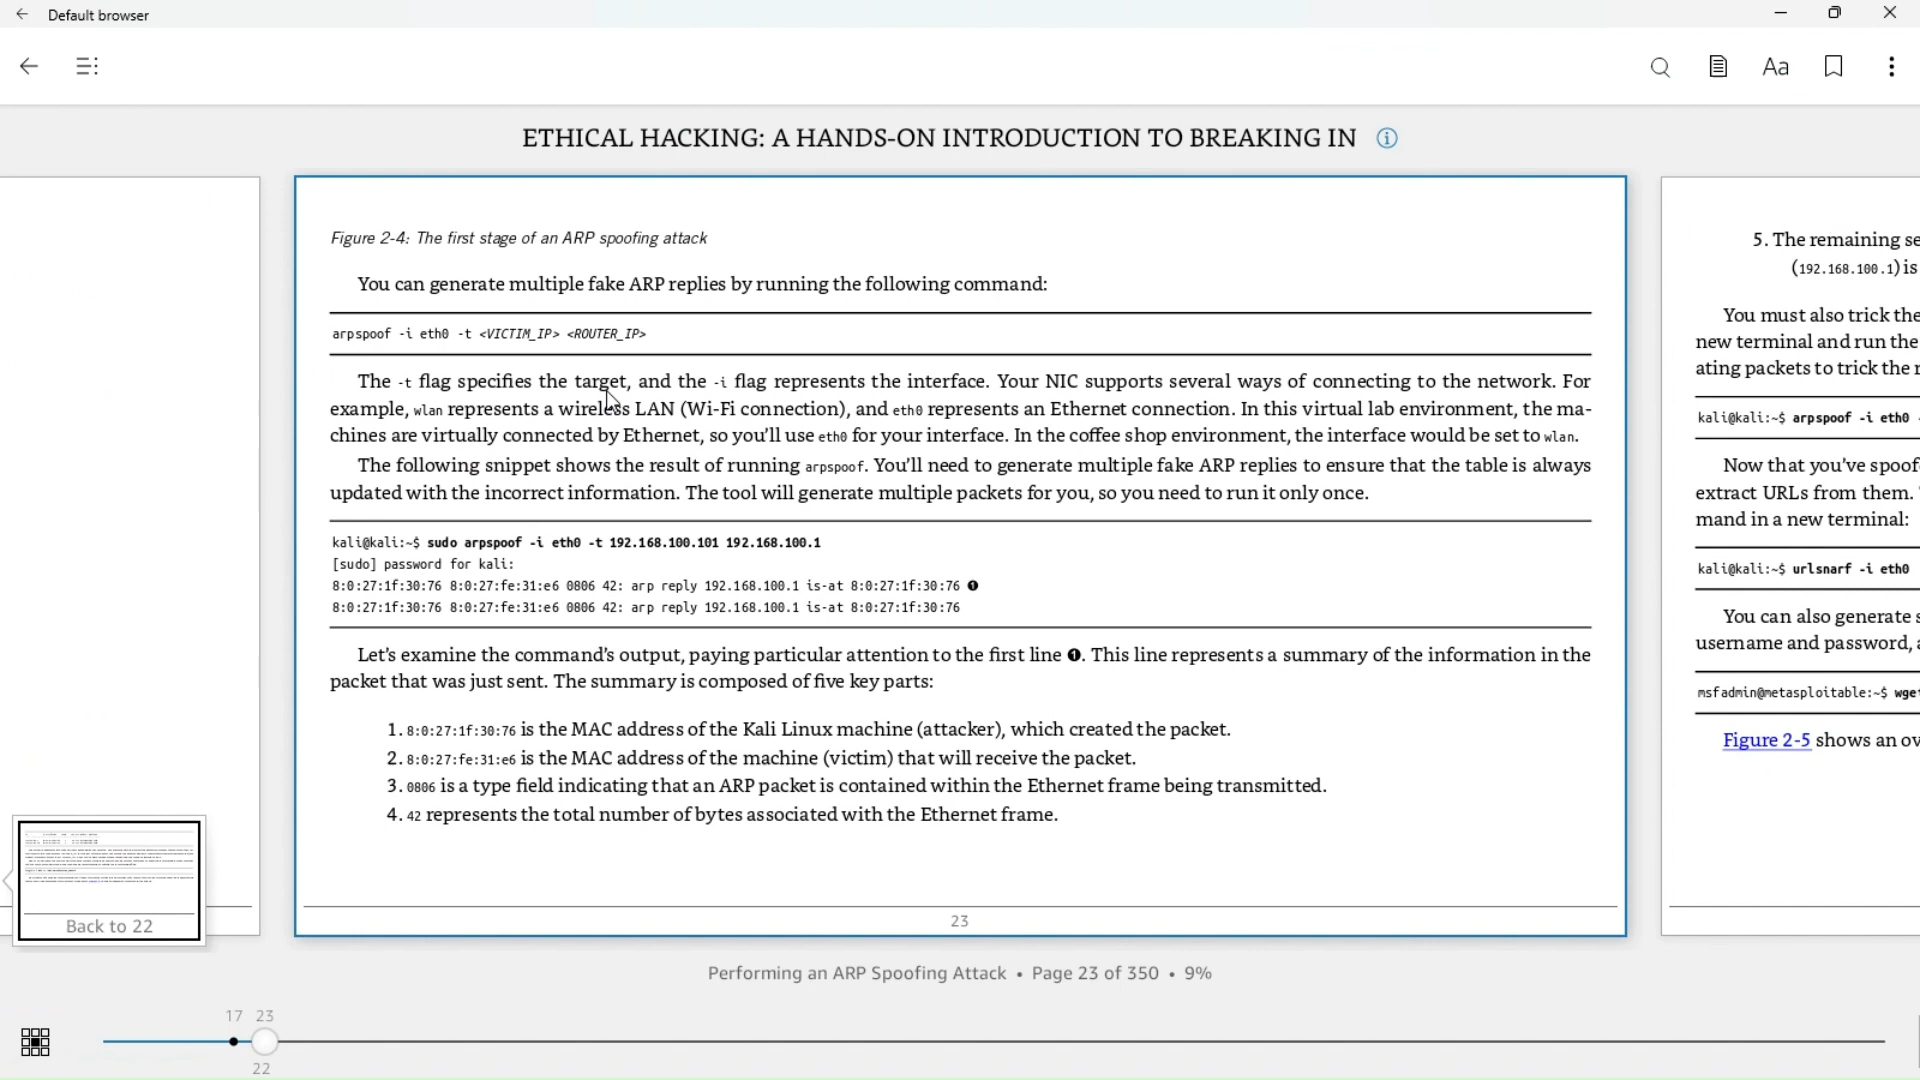 Default browser
Aa
ETHICAL HACKING: A HANDS-ON INTRODUCTION TO BREAKING IN
Figure 2-4: The first stage of an ARP spoofing attack
You can generate multiple fake ARP replies by running the following command:
arpspoof -i eth0 -t <VICTIM_IP> <ROUTER_IP>
The -t flag specifies the target, and the -i flag represents the interface. Your NIC supports several ways of connecting to the network. For
example, wlan represents a wireless LAN (Wi-Fi connection), and eth0 represents an Ethernet connection. In this virtual lab environment, the ma-
chines are virtually connected by Ethernet, so you'll use eth0 for your interface. In the coffee shop environment, the interface would be set to wlan.
The following snippet shows the result of running arpspoof. You'll need to generate multiple fake ARP replies to ensure that the table is always
updated with the incorrect information. The tool will generate multiple packets for you, so you need to run it only once.
kali@kali:~$ sudo arpspoof -i eth0 -t 192.168.100.101 192.168.100.1
[sudo] password for kali:
8:0:27:1f:30:76 8:0:27:fe:31:e6 0806 42: arp reply 192.168.100.1 is-at 8:0:27:1f:30:76 ❶
8:0:27:1f:30:76 8:0:27:fe:31:e6 0806 42: arp reply 192.168.100.1 is-at 8:0:27:1f:30:76
Let's examine the command's output, paying particular attention to the first line ❶. This line represents a summary of the information in the
packet that was just sent. The summary is composed of five key parts:
1. 8:0:27:1f:30:76 is the MAC address of the Kali Linux machine (attacker), which created the packet.
2. 8:0:27:fe:31:e6 is the MAC address of the machine (victim) that will receive the packet.
3. 0806 is a type field indicating that an ARP packet is contained within the Ethernet frame being transmitted.
4. 42 represents the total number of bytes associated with the Ethernet frame.
23
5. The remaining se
(192.168.100.1) is
You must also trick the
new terminal and run the
ating packets to trick the r
kali@kali:~$ arpspoof -i eth0 -
Now that you've spoof
extract URLs from them.
mand in a new terminal:
kali@kali:~$ urlsnarf -i eth0
You can also generate s
username and password, a
msfadmin@metasploitable:~$ wget
Figure 2-5 shows an ov
Back to 22
Performing an ARP Spoofing Attack • Page 23 of 350 • 9%
17 23
22